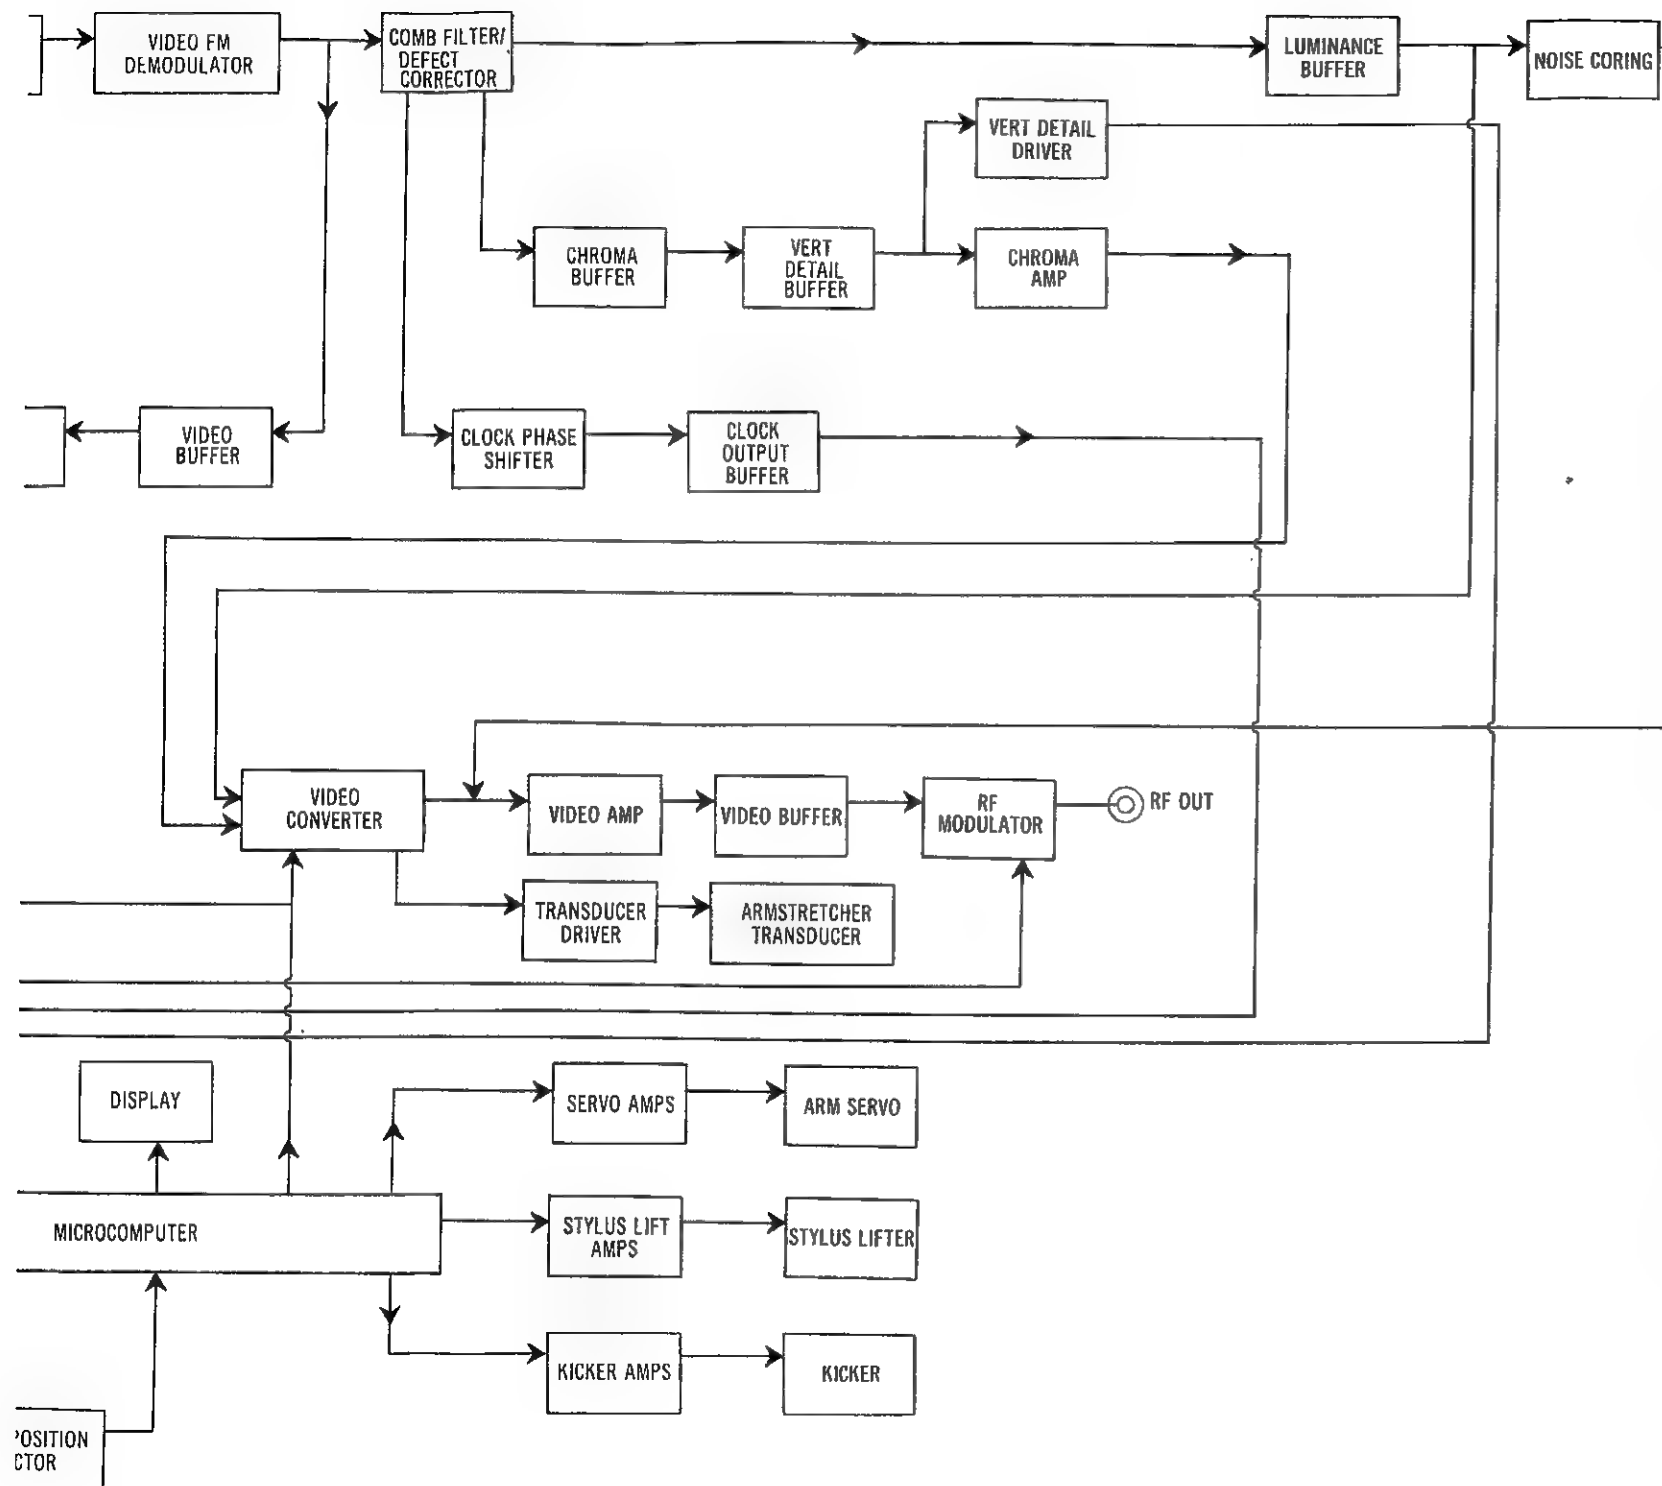 VIDEO FM
DEMODULATOR
COMB FILTER/
DEFECT
CORRECTOR
LUMINANCE
BUFFER
NOISE CORING
VERT DETAIL
DRIVER
CHROMA
BUFFER
VERT
DETAIL
BUFFER
CHROMA
AMP
VIDEO
BUFFER
CLOCK PHASE
SHIFTER
CLOCK
OUTPUT
BUFFER
VIDEO
CONVERTER
VIDEO AMP
VIDEO BUFFER
RF
MODULATOR
RF OUT
TRANSDUCER
DRIVER
ARMSTRETCHER
TRANSDUCER
DISPLAY
SERVO AMPS
ARM SERVO
MICROCOMPUTER
STYLUS LIFT
AMPS
STYLUS LIFTER
KICKER AMPS
KICKER
POSITION
CTOR